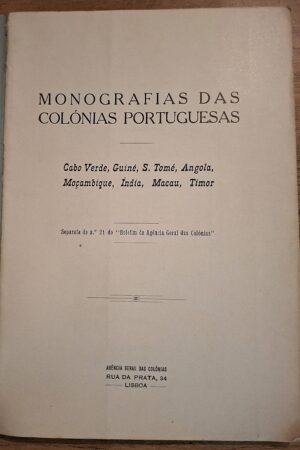 MONOGRAFIAS DAS
COLÓNIAS PORTUGUESAS
Cabo Verde, Guiné, S. Tomé, Angola,
Moçambique, Índia, Macau, Timor
Separata do n.º 21 do "Boletim da Agência Geral das Colónias"
AGÊNCIA GERAL DAS COLÓNIAS
RUA DA PRATA, 34
LISBOA